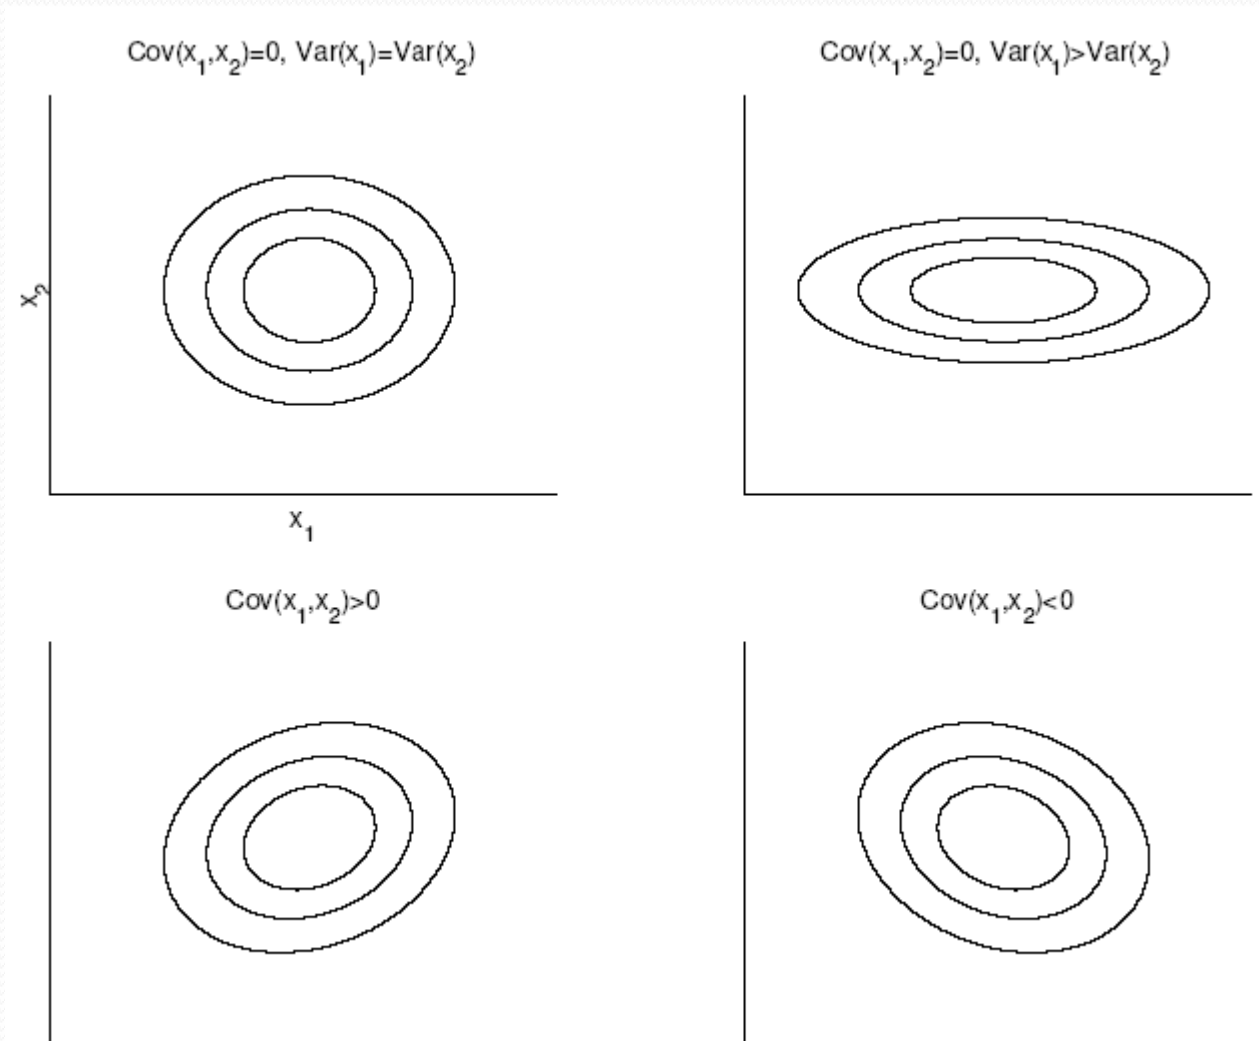 Cov(x₁,x₂)=0, Var(x₁)=Var(x₂)
Cov(x₁,x₂)=0, Var(x₁)>Var(x₂)
x₂
x₁
Cov(x₁,x₂)>0
Cov(x₁,x₂)<0